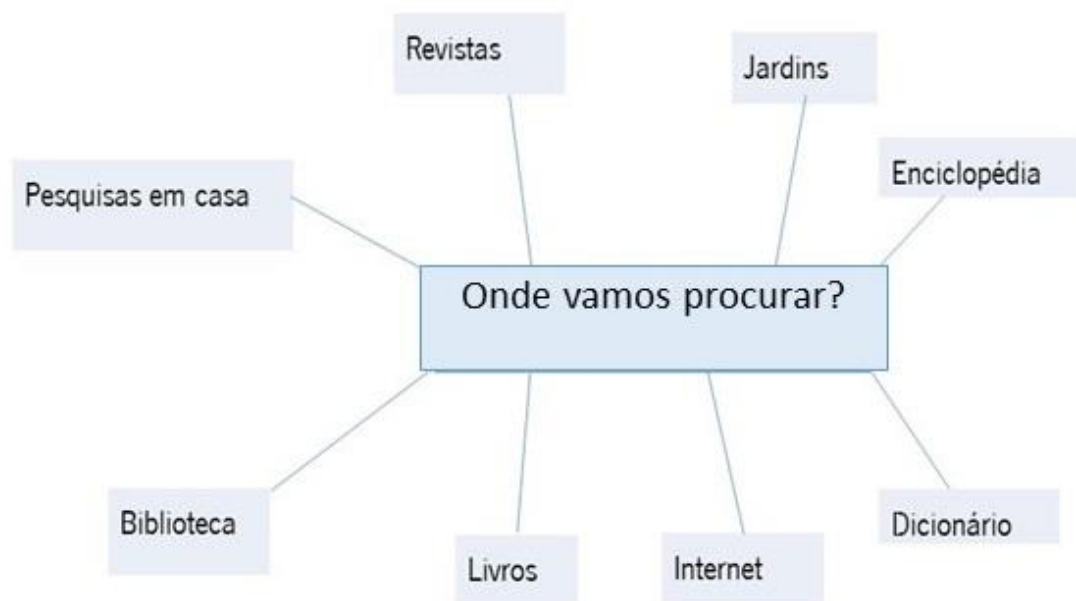 Revistas
Jardins
Enciclopédia
Pesquisas em casa
Onde vamos procurar?
Biblioteca
Livros
Internet
Dicionário